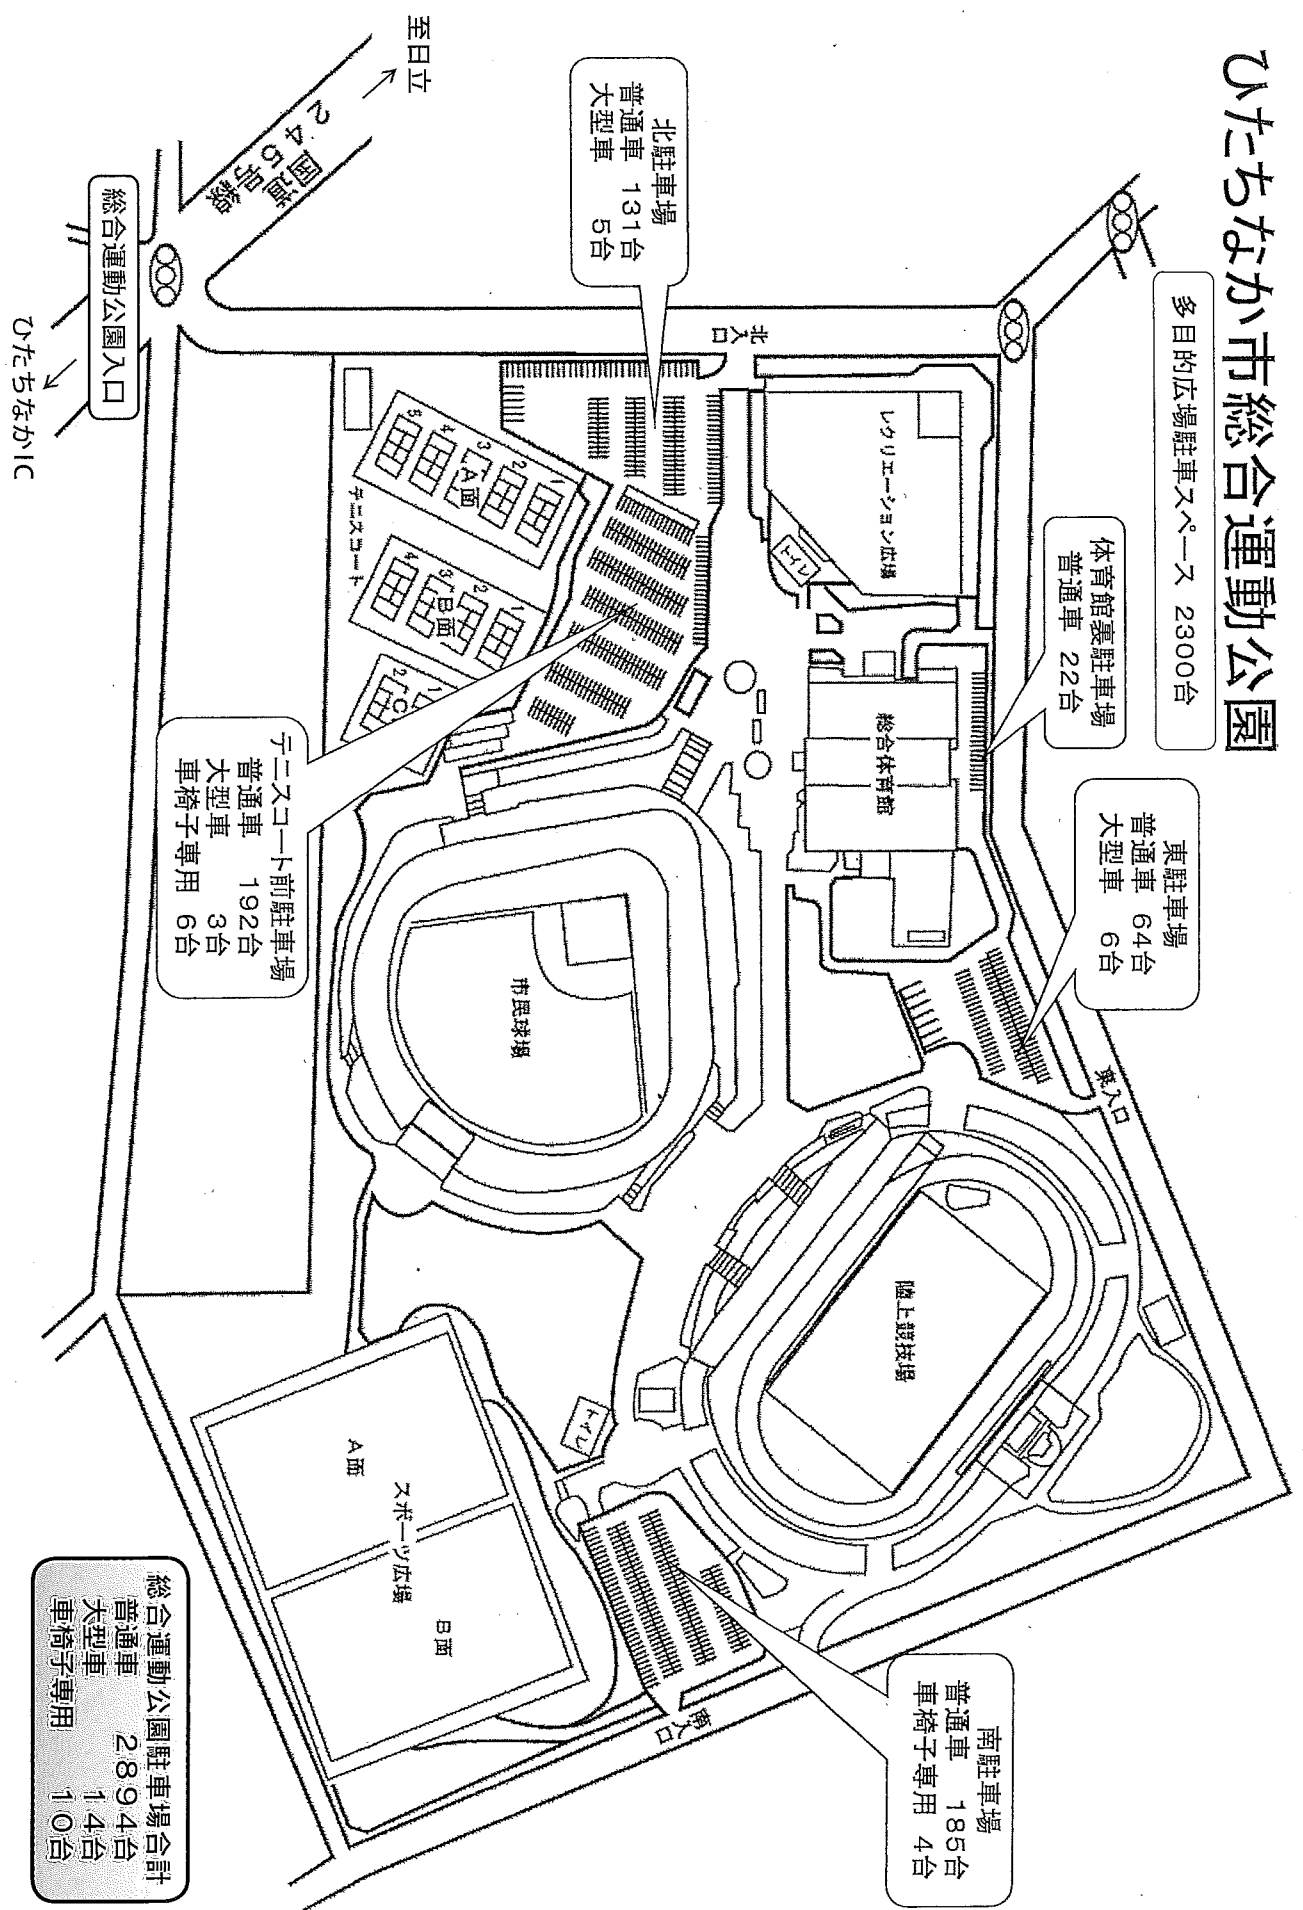 ひたちなか市総合運動公園
多目的広場駐車スペース 2300台
体育館裏駐車場
普通車 22台
東駐車場
普通車 64台
大型車 6台
北駐車場
普通車 131台
大型車 5台
至日立
国道
245号線
総合運動公園入口
ひたちなかIC
北
入口
レクリエーション広場
トイレ
総合体育館
東入口
1
2
3
4
5
A面
テニスコート
1
2
3
4
B面
1
2
C
テニスコート前駐車場
普通車 192台
大型車 3台
車椅子専用 6台
市民球場
陸上競技場
トイレ
A面
スポーツ広場
B面
南
入口
南駐車場
普通車 185台
車椅子専用 4台
総合運動公園駐車場合計
普通車 2894台
大型車 14台
車椅子専用 10台